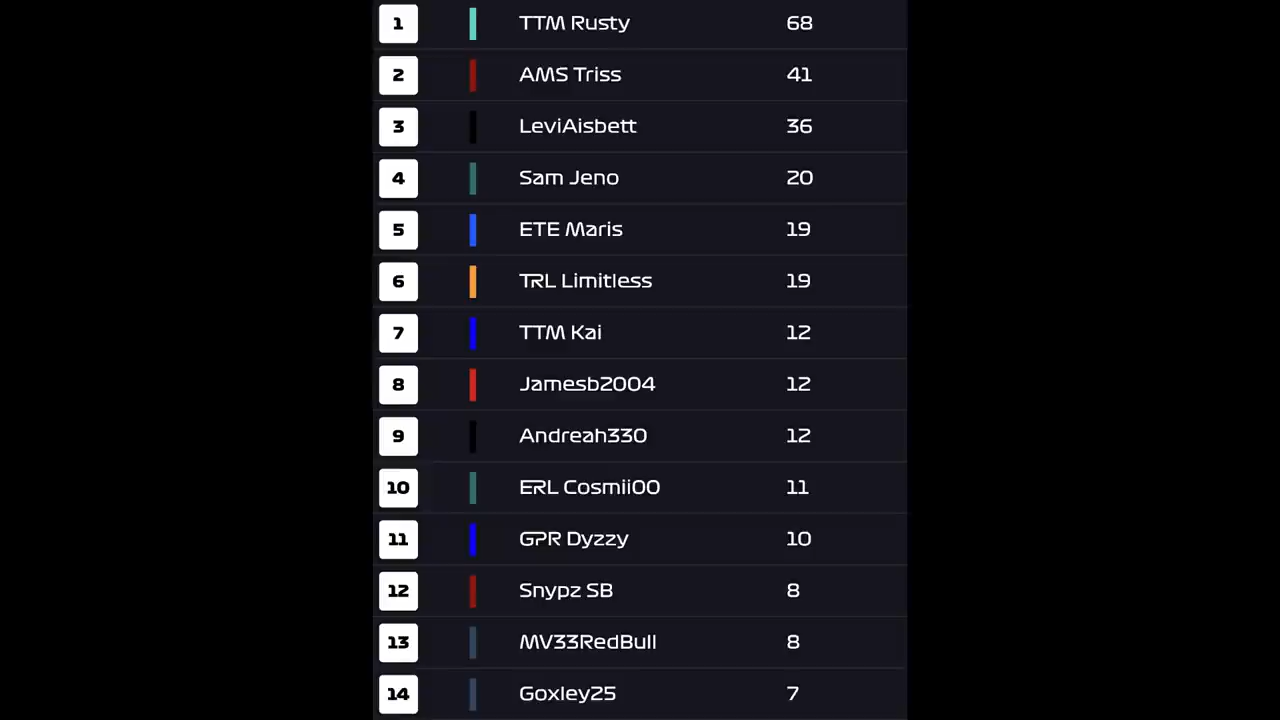 1 TTM Rusty 68
2 AMS Triss 41
3 LeviAisbett 36
4 Sam Jeno 20
5 ETE Maris 19
6 TRL Limitless 19
7 TTM Kai 12
8 Jamesb2004 12
9 Andreah330 12
10 ERL Cosmii00 11
11 GPR Dyzzy 10
12 Snypz SB 8
13 MV33RedBull 8
14 Goxley25 7